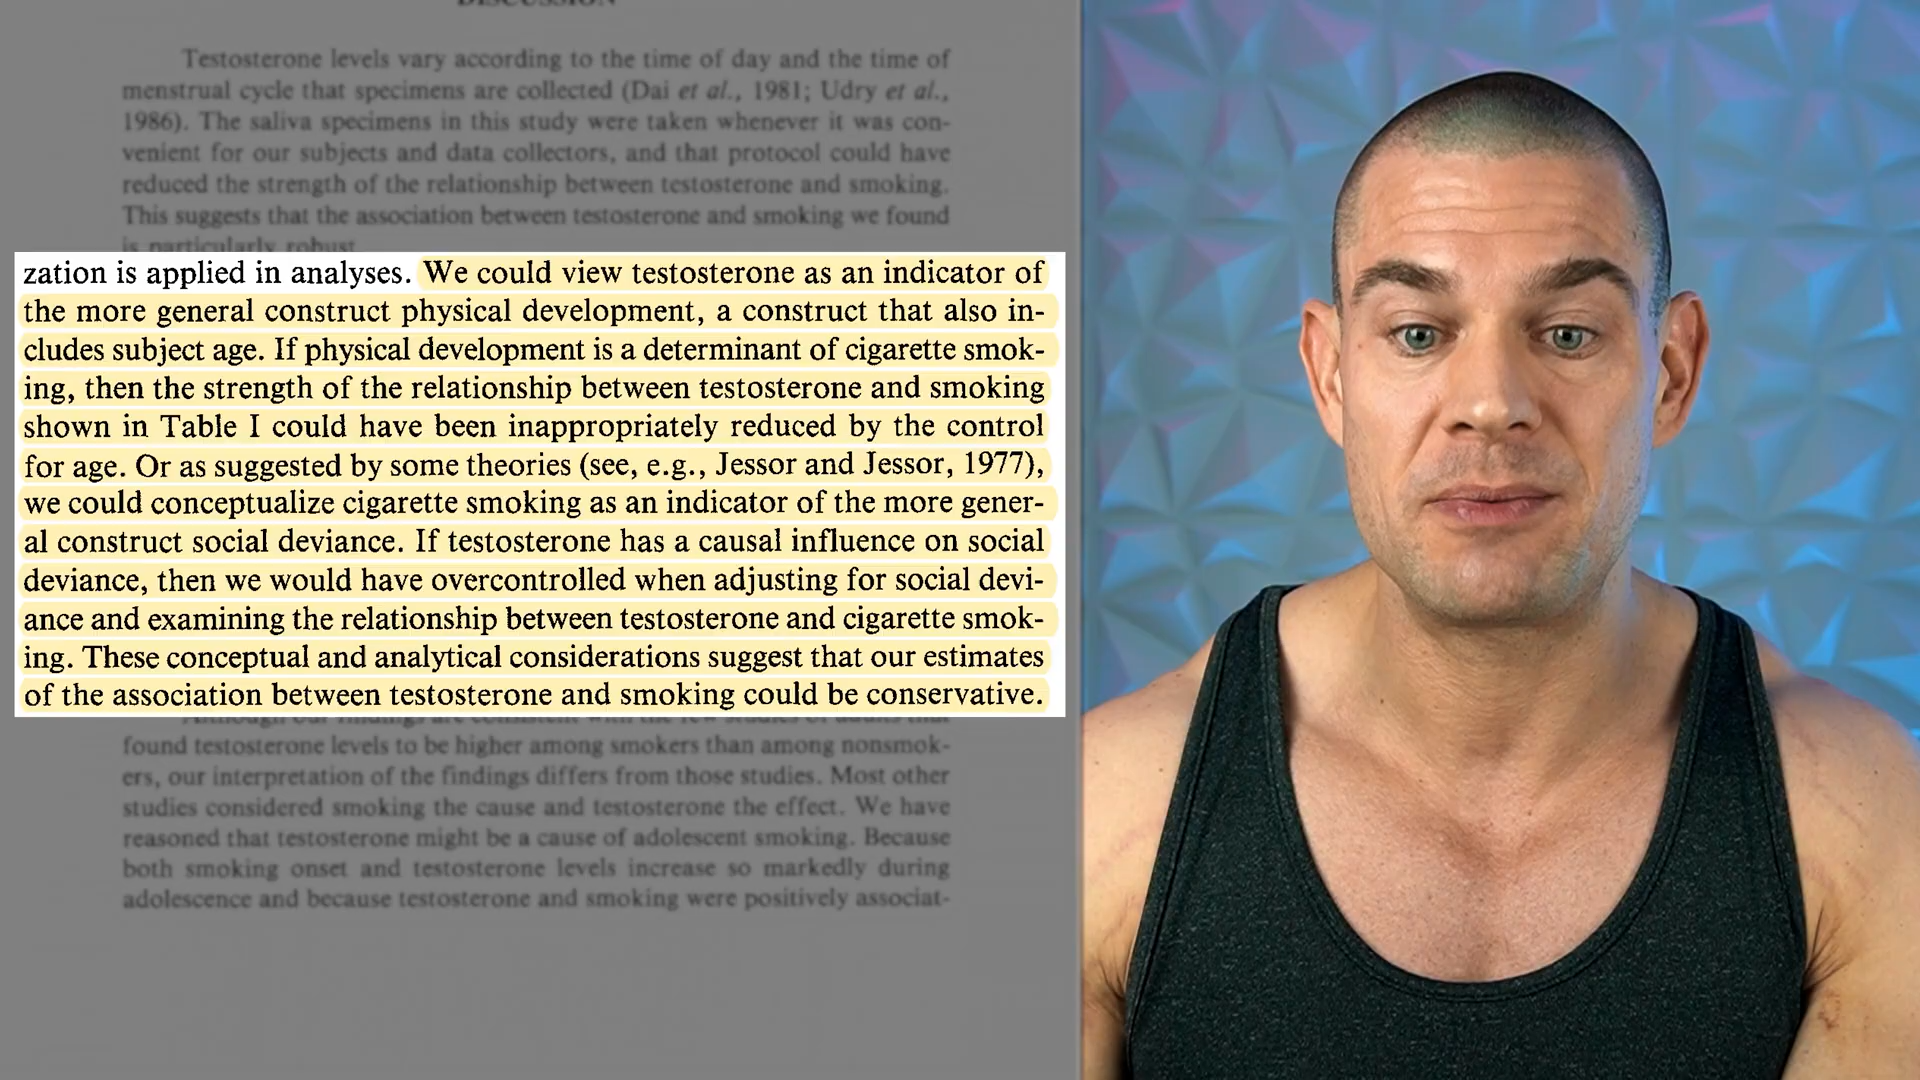 DISCUSSION
Testosterone levels vary according to the time of day and the time of
menstrual cycle that specimens are collected (Dai et al., 1981; Udry et al.,
1986). The saliva specimens in this study were taken whenever it was con-
venient for our subjects and data collectors, and that protocol could have
reduced the strength of the relationship between testosterone and smoking.
This suggests that the association between testosterone and smoking we found
is particularly robust
zation is applied in analyses. We could view testosterone as an indicator of
the more general construct physical development, a construct that also in-
cludes subject age. If physical development is a determinant of cigarette smok-
ing, then the strength of the relationship between testosterone and smoking
shown in Table I could have been inappropriately reduced by the control
for age. Or as suggested by some theories (see, e.g., Jessor and Jessor, 1977),
we could conceptualize cigarette smoking as an indicator of the more gener-
al construct social deviance. If testosterone has a causal influence on social
deviance, then we would have overcontrolled when adjusting for social devi-
ance and examining the relationship between testosterone and cigarette smok-
ing. These conceptual and analytical considerations suggest that our estimates
of the association between testosterone and smoking could be conservative.
found testosterone levels to be higher among smokers than among nonsmok-
ers, our interpretation of the findings differs from those studies. Most other
studies considered smoking the cause and testosterone the effect. We have
reasoned that testosterone might be a cause of adolescent smoking. Because
both smoking onset and testosterone levels increase so markedly during
adolescence and because testosterone and smoking were positively associat-